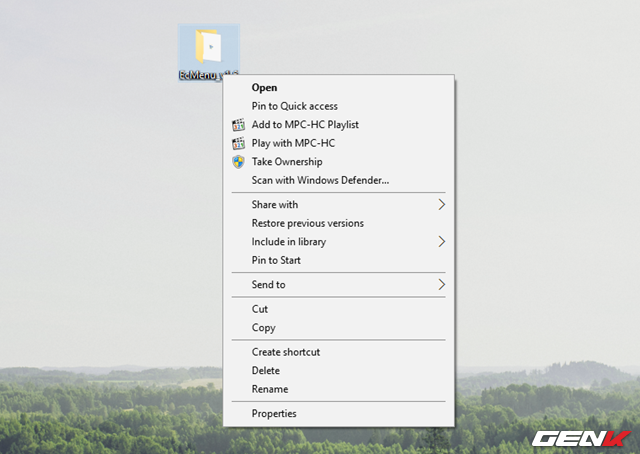 Open
Pin to Quick access
Add to MPC-HC Playlist
Play with MPC-HC
Take Ownership
Scan with Windows Defender...
Share with
Restore previous versions
Include in library
Pin to Start
Send to
Cut
Copy
Create shortcut
Delete
Rename
Properties
GENK